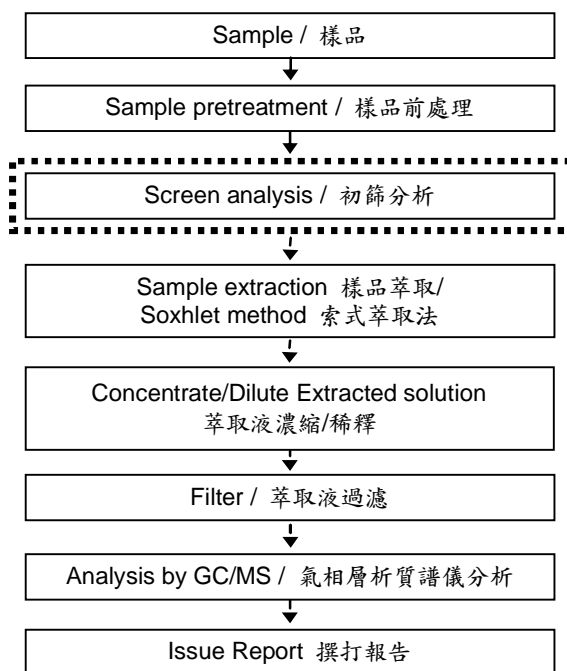 Sample / 樣品
Sample pretreatment / 樣品前處理
Screen analysis / 初篩分析
Sample extraction 樣品萃取/
Soxhlet method 索式萃取法
Concentrate/Dilute Extracted solution
萃取液濃縮/稀釋
Filter / 萃取液過濾
Analysis by GC/MS / 氣相層析質譜儀分析
Issue Report 撰打報告